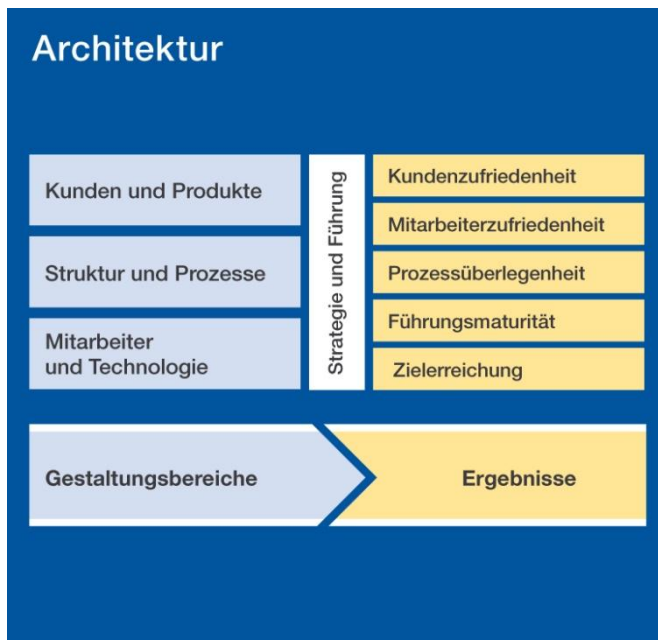 Architektur
Kunden und Produkte
Struktur und Prozesse
Mitarbeiter
und Technologie
Strategie und Führung
Kundenzufriedenheit
Mitarbeiterzufriedenheit
Prozessüberlegenheit
Führungsmaturität
Zielerreichung
Gestaltungsbereiche
Ergebnisse